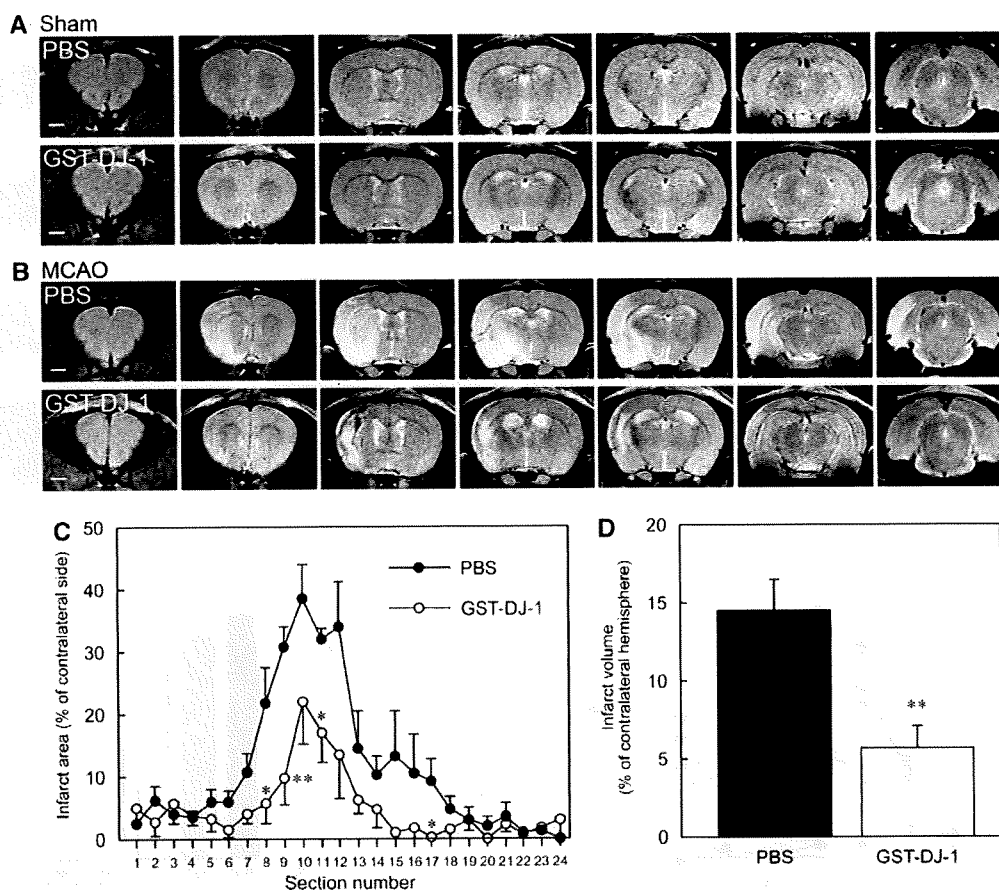 A Sham
PBS
GST-DJ-1
B MCAO
PBS
GST-DJ-1
C
Infarct area (% of contralateral side)
50
40
30
20
10
0
PBS
GST-DJ-1
*
**
*
*
1 2 3 4 5 6 7 8 9 10 11 12 13 14 15 16 17 18 19 20 21 22 23 24
Section number
D
Infarct volume
(% of contralateral hemisphere)
20
15
10
5
0
**
PBS GST-DJ-1